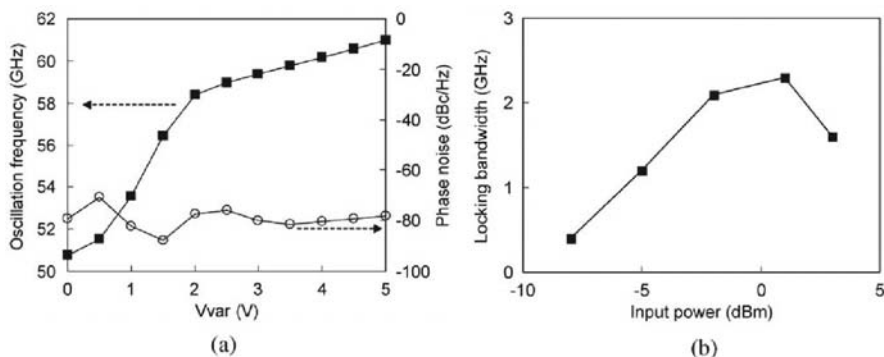 62
60
58
56
54
52
50
Oscillation frequency (GHz)
0
-20
-40
-60
-80
-100
Phase noise (dBc/Hz)
0 1 2 3 4 5
Vvar (V)
(a)
3
2
1
0
Locking bandwidth (GHz)
-10 -5 0 5
Input power (dBm)
(b)